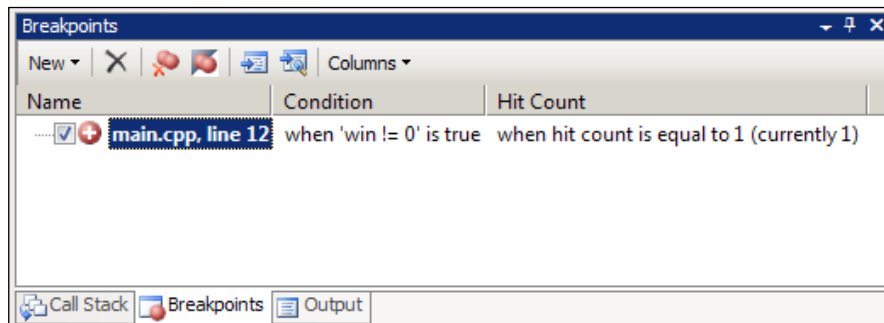 Breakpoints
New Columns
Name Condition Hit Count
main.cpp, line 12 when 'win != 0' is true when hit count is equal to 1 (currently 1)
Call Stack Breakpoints Output